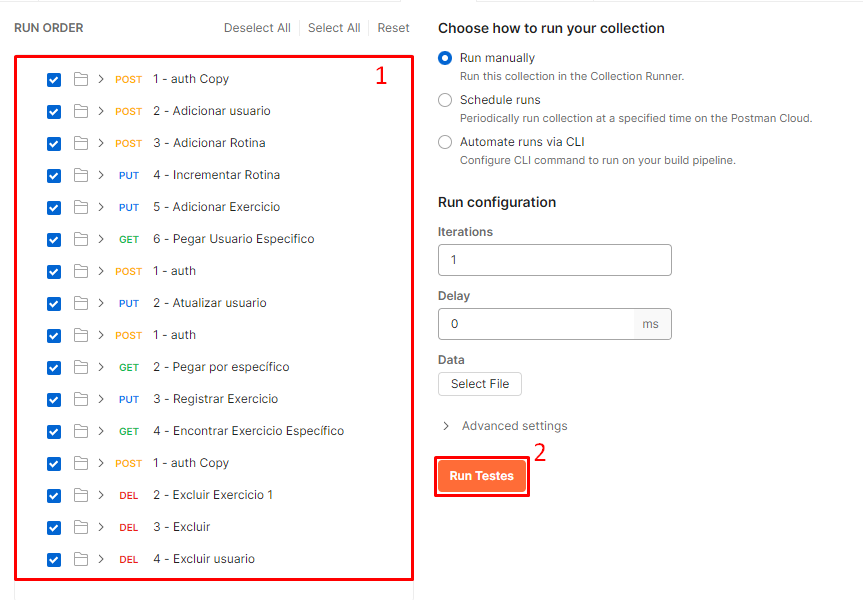 RUN ORDER Deselect All Select All Reset
1
POST 1 - auth Copy
POST 2 - Adicionar usuario
POST 3 - Adicionar Rotina
PUT 4 - Incrementar Rotina
PUT 5 - Adicionar Exercicio
GET 6 - Pegar Usuario Especifico
POST 1 - auth
PUT 2 - Atualizar usuario
POST 1 - auth
GET 2 - Pegar por específico
PUT 3 - Registrar Exercicio
GET 4 - Encontrar Exercicio Específico
POST 1 - auth Copy
DEL 2 - Excluir Exercicio 1
DEL 3 - Excluir
DEL 4 - Excluir usuario
Choose how to run your collection
Run manually
Run this collection in the Collection Runner.
Schedule runs
Periodically run collection at a specified time on the Postman Cloud.
Automate runs via CLI
Configure CLI command to run on your build pipeline.
Run configuration
Iterations
1
Delay
0 ms
Data
Select File
Advanced settings
2
Run Testes